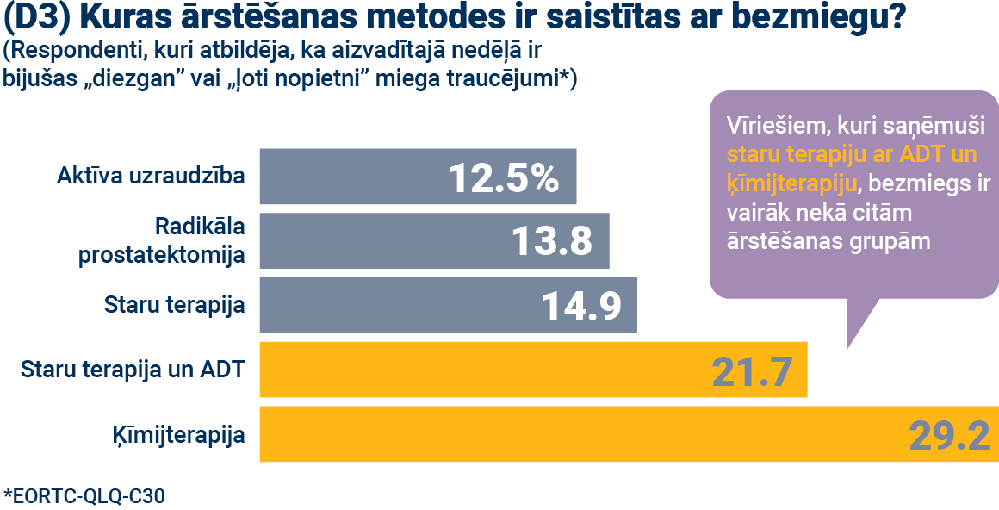 (D3) Kuras ārstēšanas metodes ir saistītas ar bezmiegu?
(Respondenti, kuri atbildēja, ka aizvadītajā nedēļā ir
bijušas „diezgan” vai „ļoti nopietni” miega traucējumi*)
Vīriešiem, kuri saņēmuši
staru terapiju ar ADT un
ķīmijterapiju, bezmiegs ir
vairāk nekā citām
ārstēšanas grupām
Aktīva uzraudzība
12.5%
Radikāla
prostatektomija
13.8
Staru terapija
14.9
Staru terapija un ADT
21.7
Ķīmijterapija
29.2
*EORTC-QLQ-C30